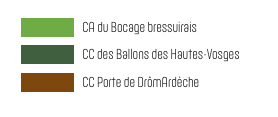 CA du Bocage bressuirais
CC des Ballons des Hautes-Vosges
CC Porte de DrômArdèche